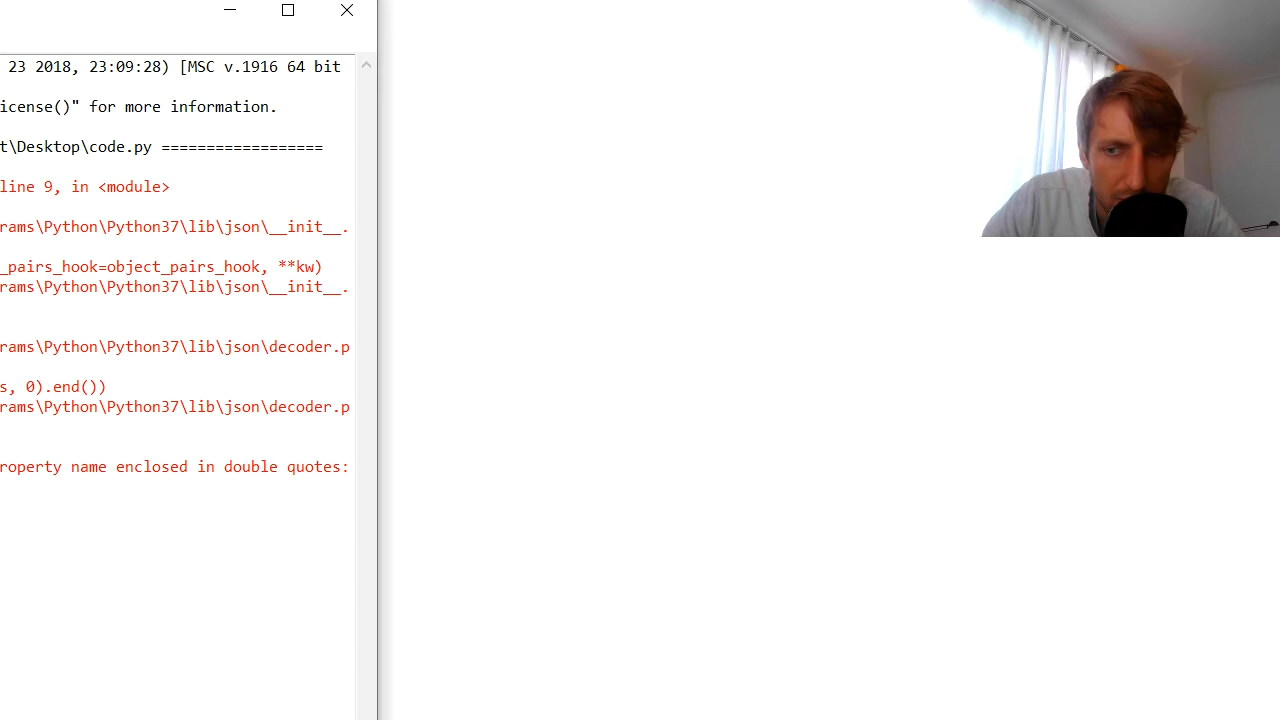 23 2018, 23:09:28) [MSC v.1916 64 bit
icense()" for more information.
t\Desktop\code.py ==================
line 9, in <module>
rams\Python\Python37\lib\json\__init__.
_pairs_hook=object_pairs_hook, **kw)
rams\Python\Python37\lib\json\__init__.
rams\Python\Python37\lib\json\decoder.p
s, 0).end())
rams\Python\Python37\lib\json\decoder.p
roperty name enclosed in double quotes: